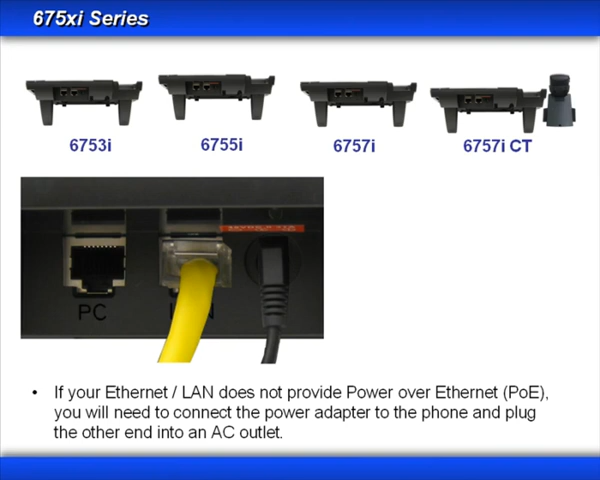 675xi Series
6753i 6755i 6757i 6757i CT
PC
• If your Ethernet / LAN does not provide Power over Ethernet (PoE),
you will need to connect the power adapter to the phone and plug
the other end into an AC outlet.